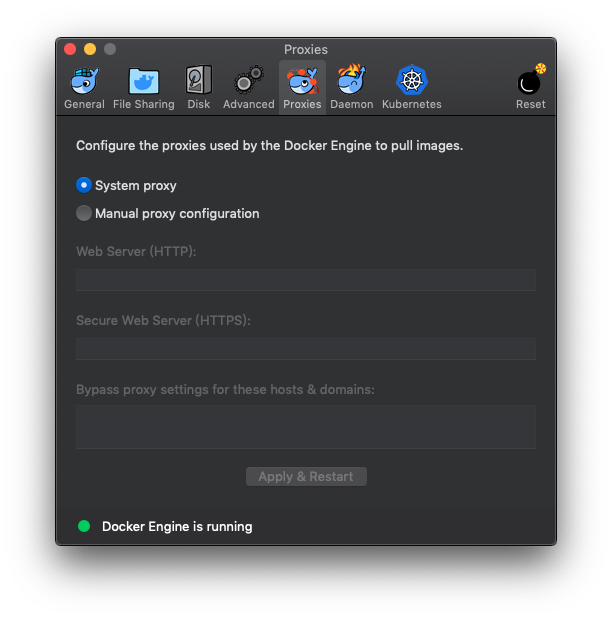 Proxies
General
File Sharing
Disk
Advanced
Proxies
Daemon
Kubernetes
Reset
Configure the proxies used by the Docker Engine to pull images.
System proxy
Manual proxy configuration
Web Server (HTTP):
Secure Web Server (HTTPS):
Bypass proxy settings for these hosts & domains:
Apply & Restart
Docker Engine is running